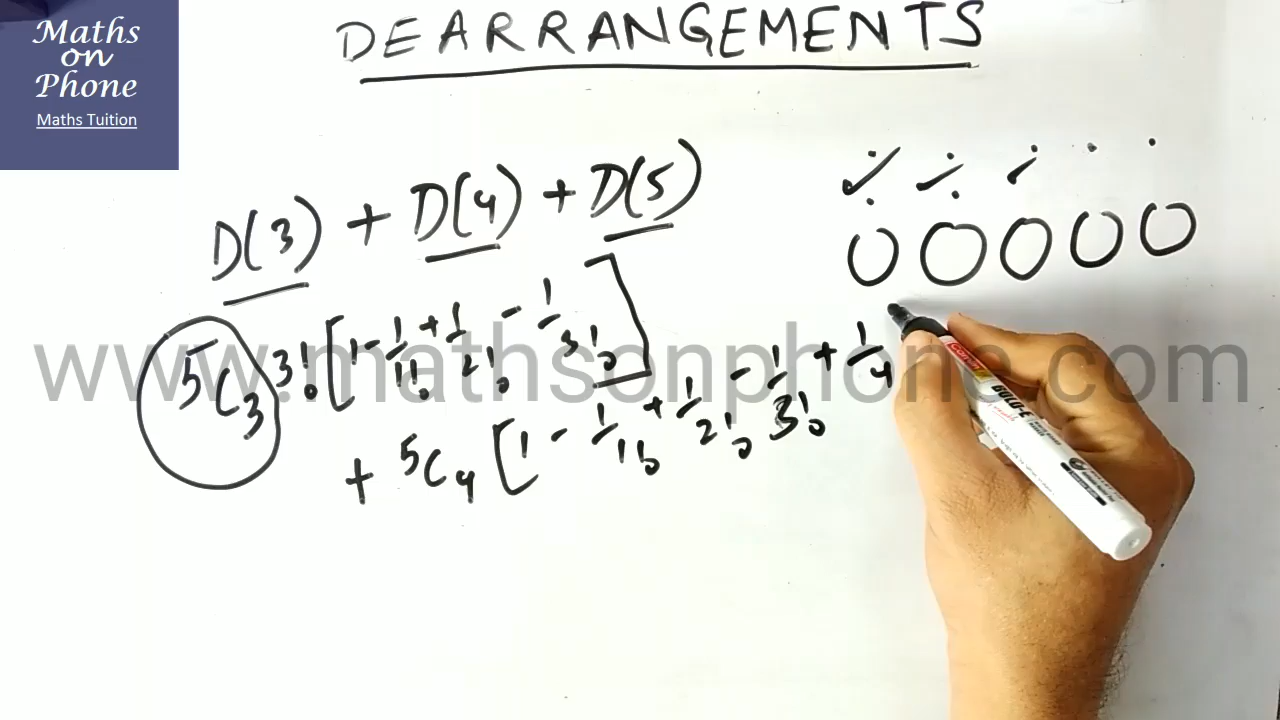 Maths
on
Phone
Maths Tuition
DEARRANGEMENTS
D(3) + D(4) + D(5)
5C3 3! [1 - 1/1! + 1/2! - 1/3!]
+ 5C4 [1 - 1/1! + 1/2! - 1/3! + 1/4
www.mathsonphone.com